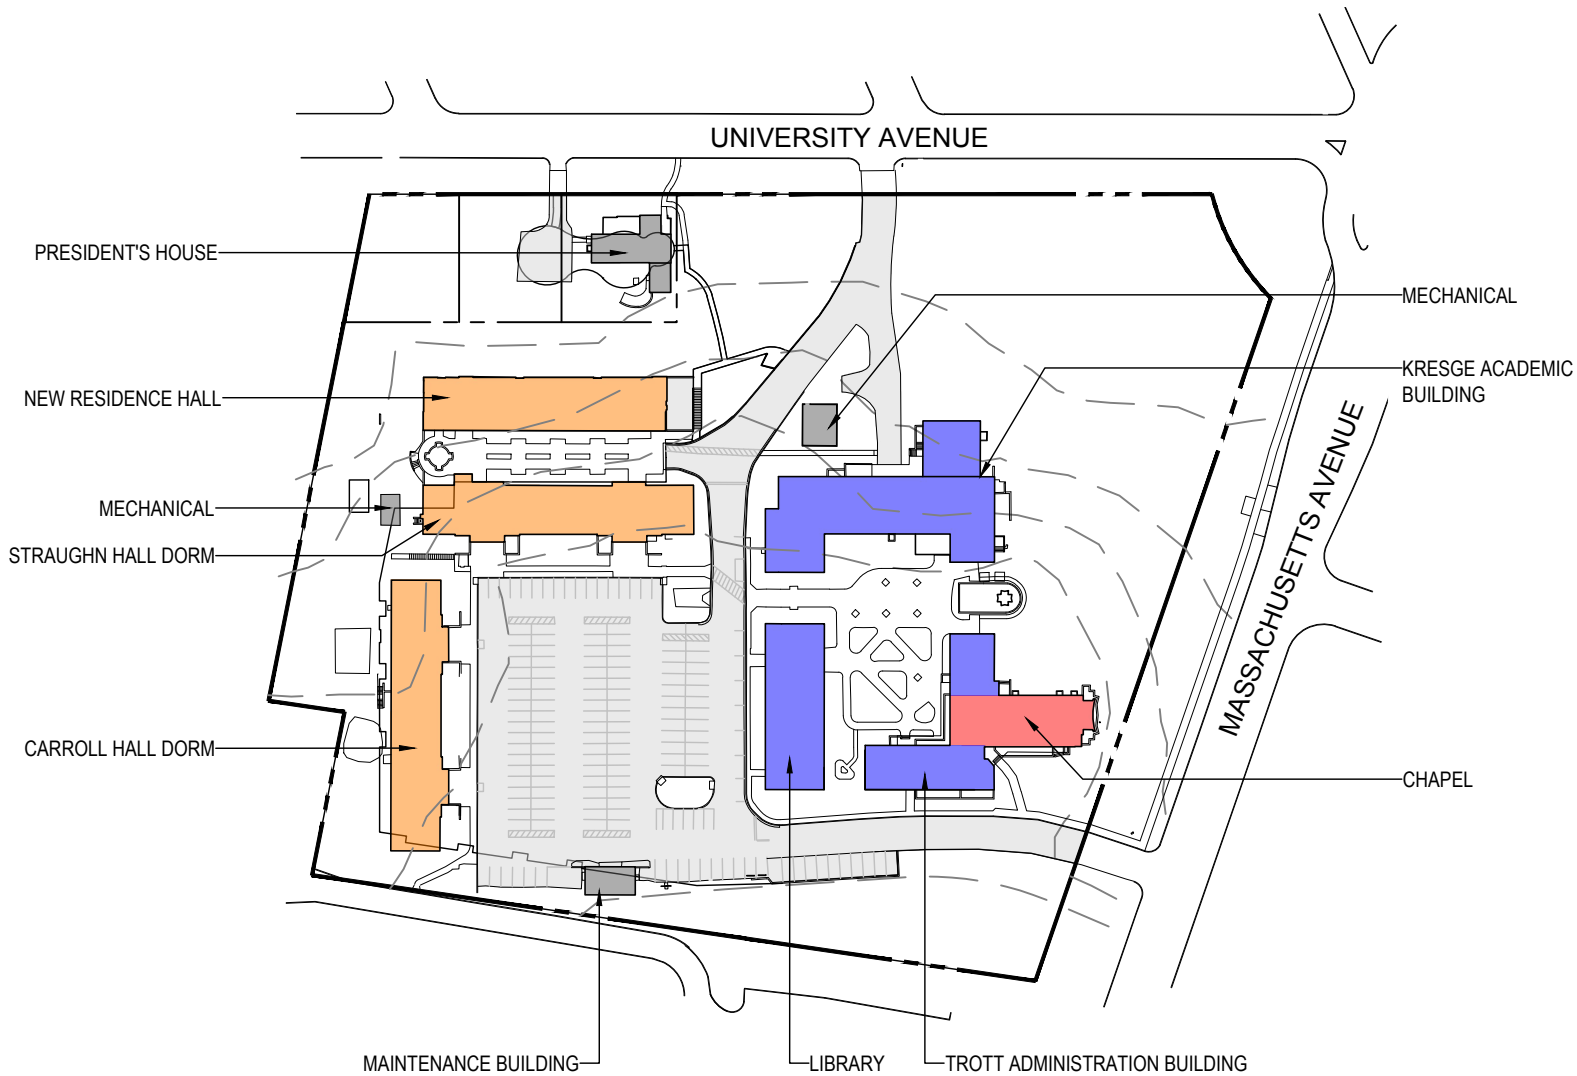 UNIVERSITY AVENUE
PRESIDENT'S HOUSE
MECHANICAL
KRESGE ACADEMIC
BUILDING
NEW RESIDENCE HALL
MASSACHUSETTS AVENUE
MECHANICAL
STRAUGHN HALL DORM
CARROLL HALL DORM
CHAPEL
MAINTENANCE BUILDING
LIBRARY
TROTT ADMINISTRATION BUILDING